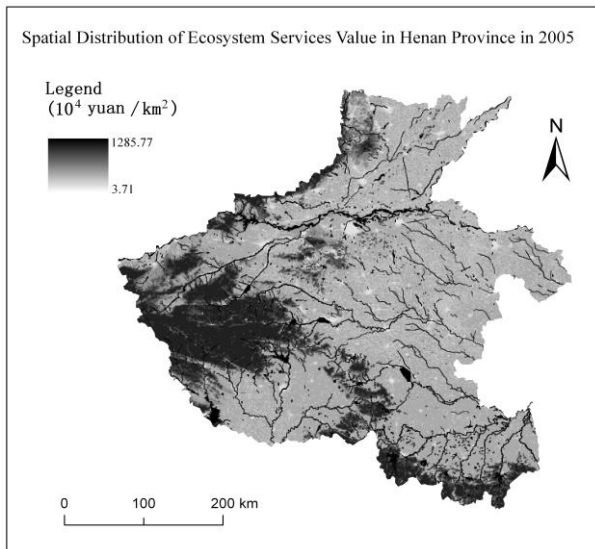 Spatial Distribution of Ecosystem Services Value in Henan Province in 2005
Legend
(10⁴ yuan /km²)
1285.77
3.71
N
0 100 200 km